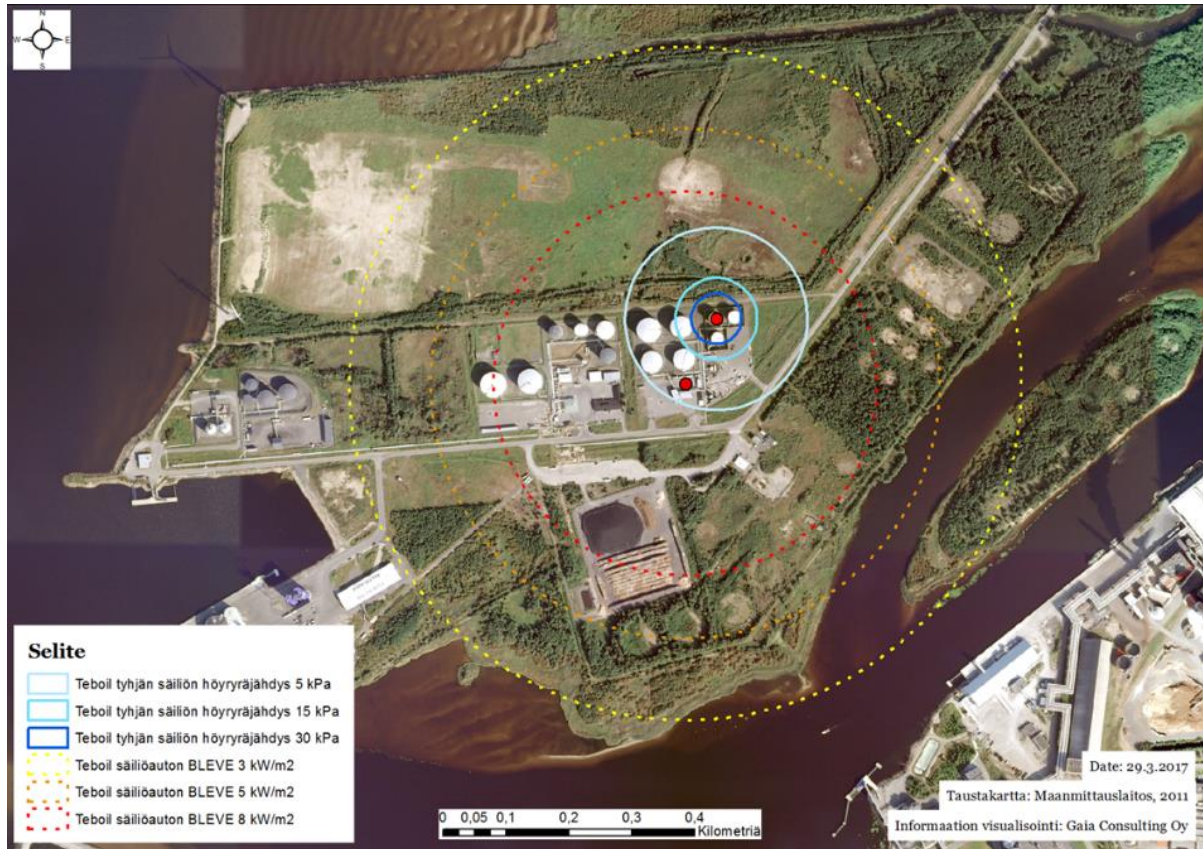 N
W E
S
Selite
Teboil tyhjän säiliön höyryräjähdys 5 kPa
Teboil tyhjän säiliön höyryräjähdys 15 kPa
Teboil tyhjän säiliön höyryräjähdys 30 kPa
Teboil säiliöauton BLEVE 3 kW/m2
Teboil säiliöauton BLEVE 5 kW/m2
Teboil säiliöauton BLEVE 8 kW/m2
0 0,05 0,1 0,2 0,3 0,4
Kilometriä
Date: 29.3.2017
Taustakartta: Maanmittauslaitos, 2011
Informaation visualisointi: Gaia Consulting Oy